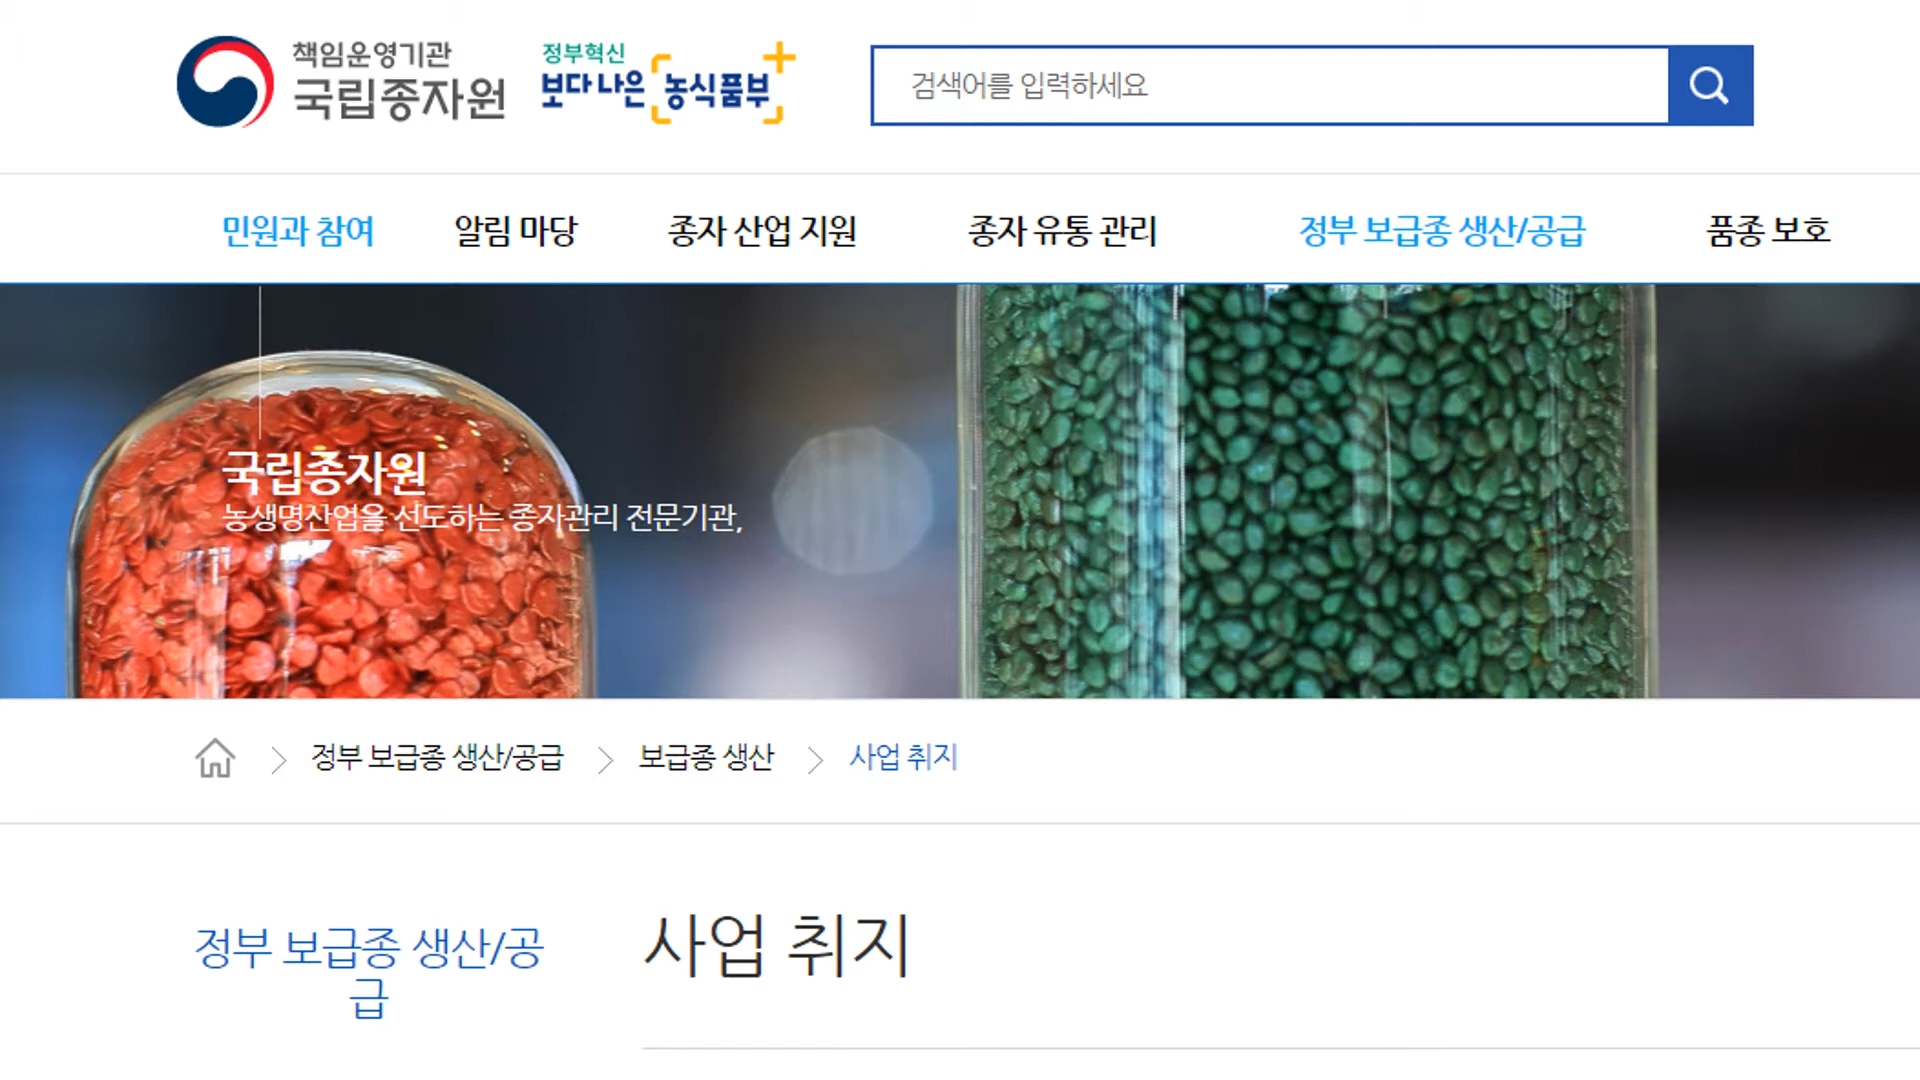 책임운영기관
국립종자원
정부혁신
보다 나은 농식품부
검색어를 입력하세요
민원과 참여 알림 마당 종자 산업 지원 종자 유통 관리 정부 보급종 생산/공급 품종 보호
국립종자원
농생명산업을 선도하는 종자관리 전문기관,
정부 보급종 생산/공급 보급종 생산 사업 취지
정부 보급종 생산/공
급
사업 취지